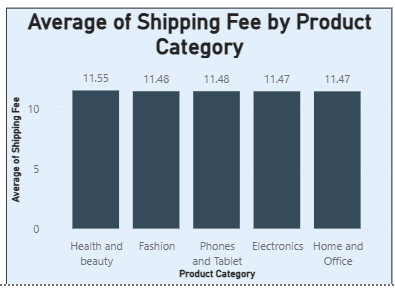 Average of Shipping Fee by Product
Category
11.55 11.48 11.48 11.47 11.47
Average of Shipping Fee
10
5
0
Health and beauty
Fashion
Phones and Tablet
Electronics
Home and Office
Product Category